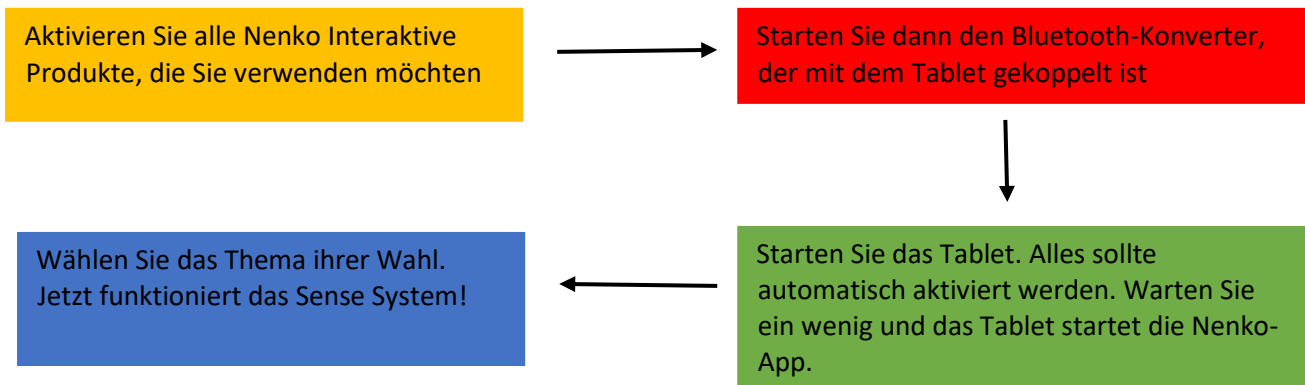 Aktivieren Sie alle Nenko Interaktive
Produkte, die Sie verwenden möchten
Starten Sie dann den Bluetooth-Konverter,
der mit dem Tablet gekoppelt ist
Starten Sie das Tablet. Alles sollte
automatisch aktiviert werden. Warten Sie
ein wenig und das Tablet startet die Nenko-
App.
Wählen Sie das Thema ihrer Wahl.
Jetzt funktioniert das Sense System!